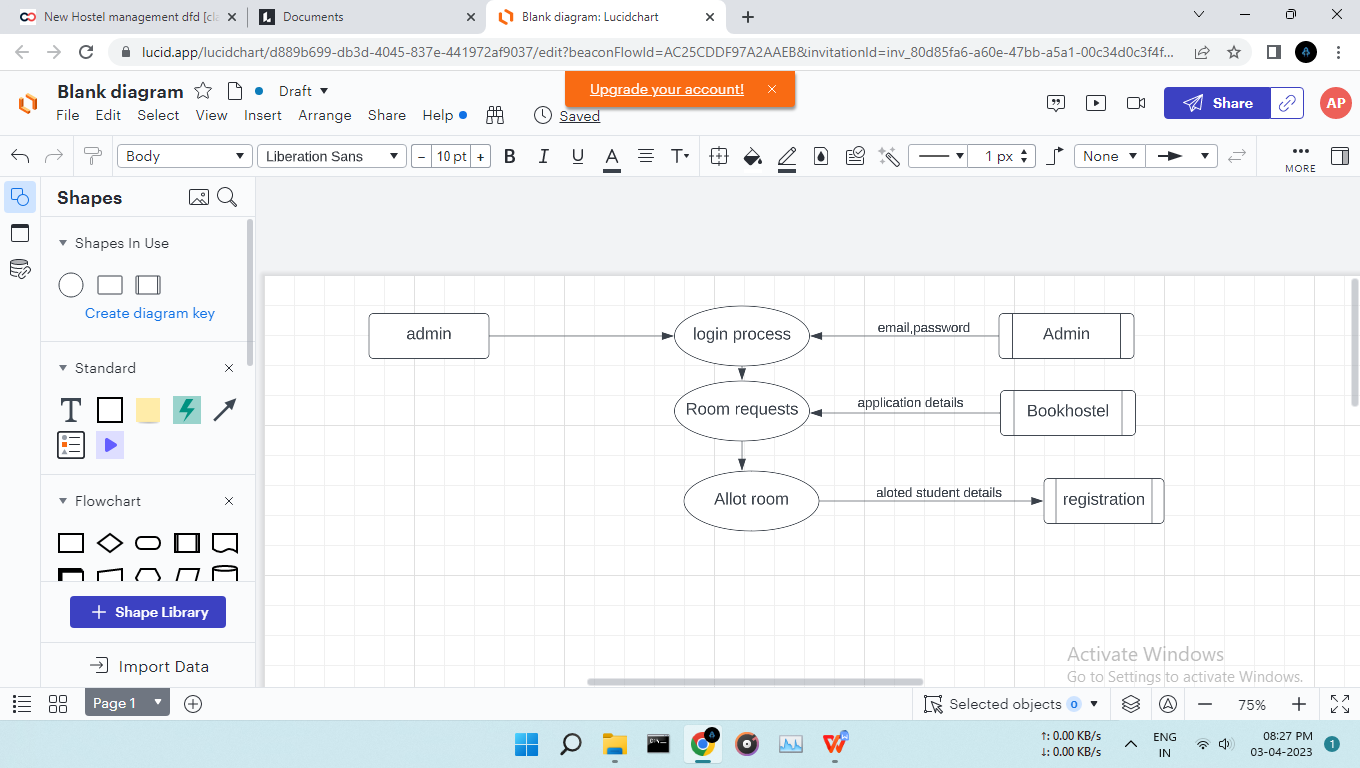 New Hostel management dfd [cla
Documents
Blank diagram: Lucidchart
lucid.app/lucidchart/d889b699-db3d-4045-837e-441972af9037/edit?beaconFlowId=AC25CDDF97A2AAEB&invitationId=inv_80d85fa6-a60e-47bb-a5a1-00c34d0c3f4f...
Blank diagram
Draft
Upgrade your account!
File Edit Select View Insert Arrange Share Help
Saved
Share
AP
Body
Liberation Sans
- 10 pt +
B I U A T
1 px
None
MORE
Shapes
Shapes In Use
Create diagram key
Standard
T
Flowchart
Shape Library
Import Data
admin
login process
email,password
Admin
Room requests
application details
Bookhostel
Allot room
aloted student details
registration
Activate Windows
Go to Settings to activate Windows.
Page 1
Selected objects 0
75%
↑: 0.00 KB/s
↓: 0.00 KB/s
ENG
IN
08:27 PM
03-04-2023
1